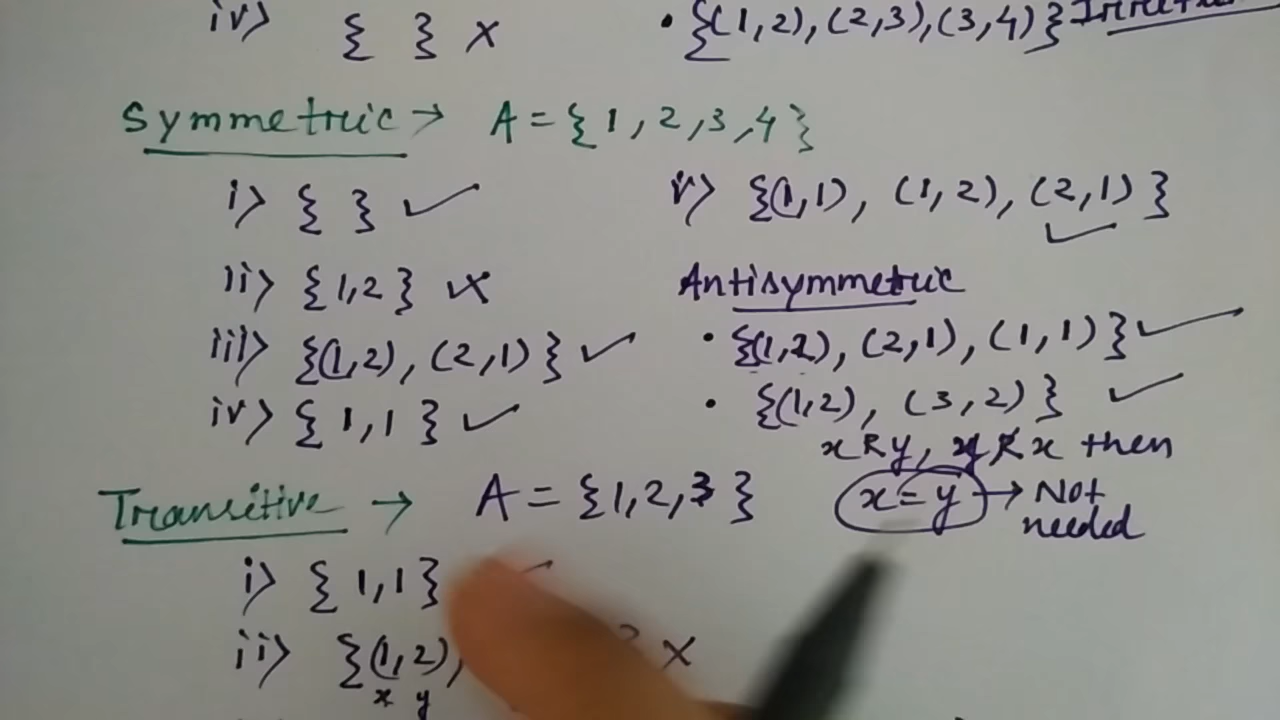 iv) { } ×
• {(1,2), (2,3), (3,4)}
Symmetric → A = {1, 2, 3, 4}
i) { } ✓
v) {(1,1), (1,2), (2,1)} ✓
ii) {1,2} ×
Antisymmetric
iii) {(1,2), (2,1)} ✓
• {(1,2), (2,1), (1,1)} ✓
iv) {1,1} ✓
• {(1,2), (3,2)} ✓
x R y, y R̸ x then
x = y → Not needed
Transitive → A = {1,2,3}
i) {1,1} ✓
ii) {(1,2), ×
x y